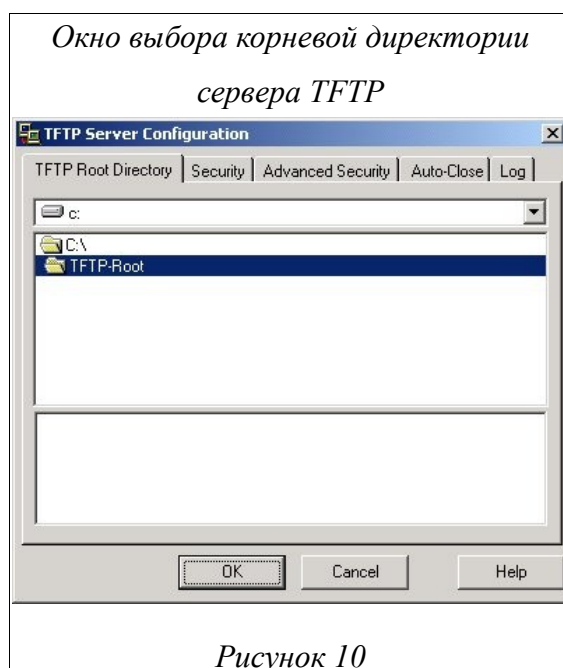 Окно выбора корневой директории
сервера TFTP
TFTP Server Configuration
TFTP Root Directory Security Advanced Security Auto-Close Log
c:
C:\
TFTP-Root
OK Cancel Help
Рисунок 10